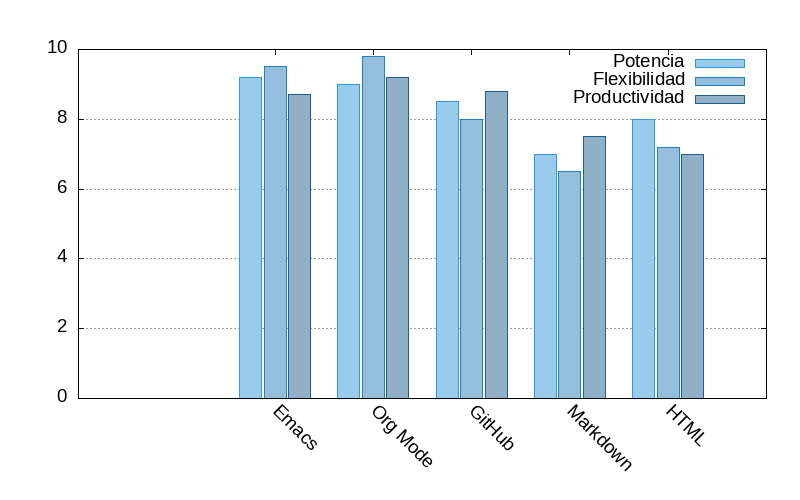 10
8
6
4
2
0
Potencia
Flexibilidad
Productividad
Emacs
Org Mode
GitHub
Markdown
HTML